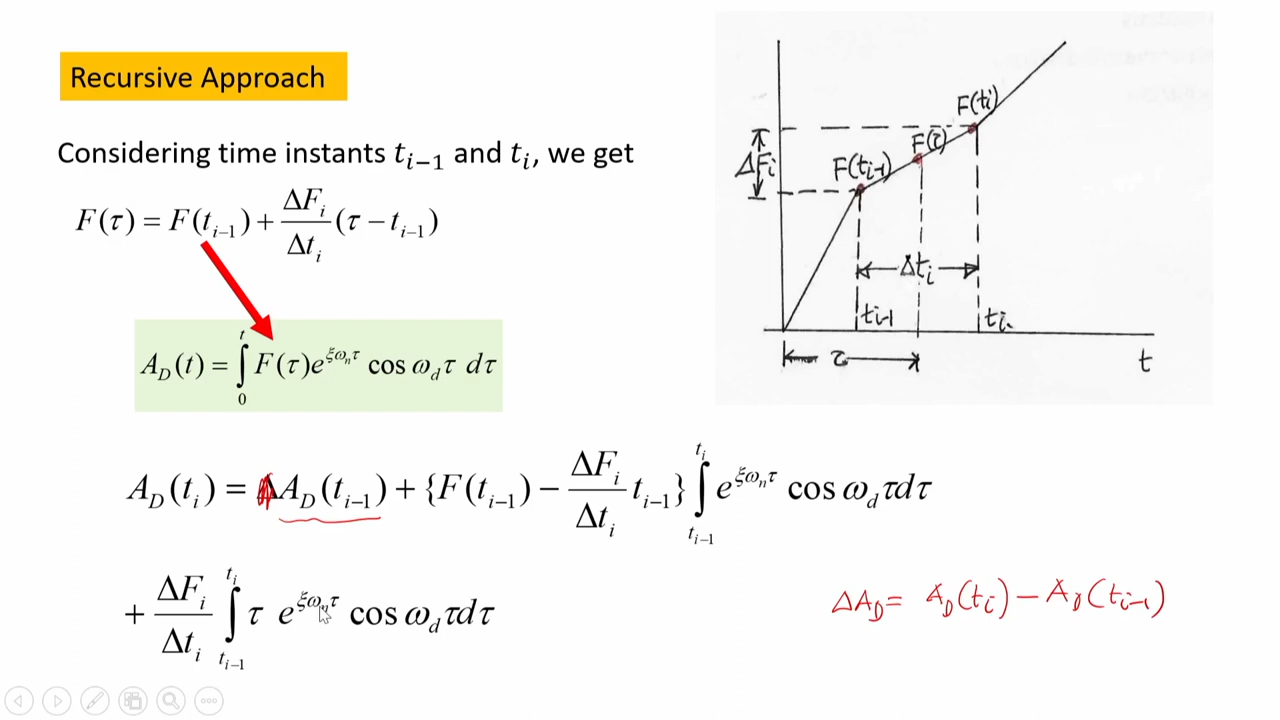 Recursive Approach
Considering time instants t_{i−1} and t_i, we get
F(τ) = F(t_{i−1}) + ΔF_i/Δt_i (τ − t_{i−1})
A_D(t) = ∫_0^t F(τ)e^{ξω_nτ} cos ω_dτ dτ
A_D(t_i) = A_D(t_{i−1}) + {F(t_{i−1}) − ΔF_i/Δt_i t_{i−1}} ∫_{t_{i−1}}^{t_i} e^{ξω_nτ} cos ω_dτdτ
+ ΔF_i/Δt_i ∫_{t_{i−1}}^{t_i} τ e^{ξω_nτ} cos ω_dτdτ
ΔA_D = A_D(t_i) − A_D(t_{i−1})
F(t_i)
F(τ)
F(t_{i-1})
ΔF_i
Δt_i
t_{i-1}
t_i
τ
t